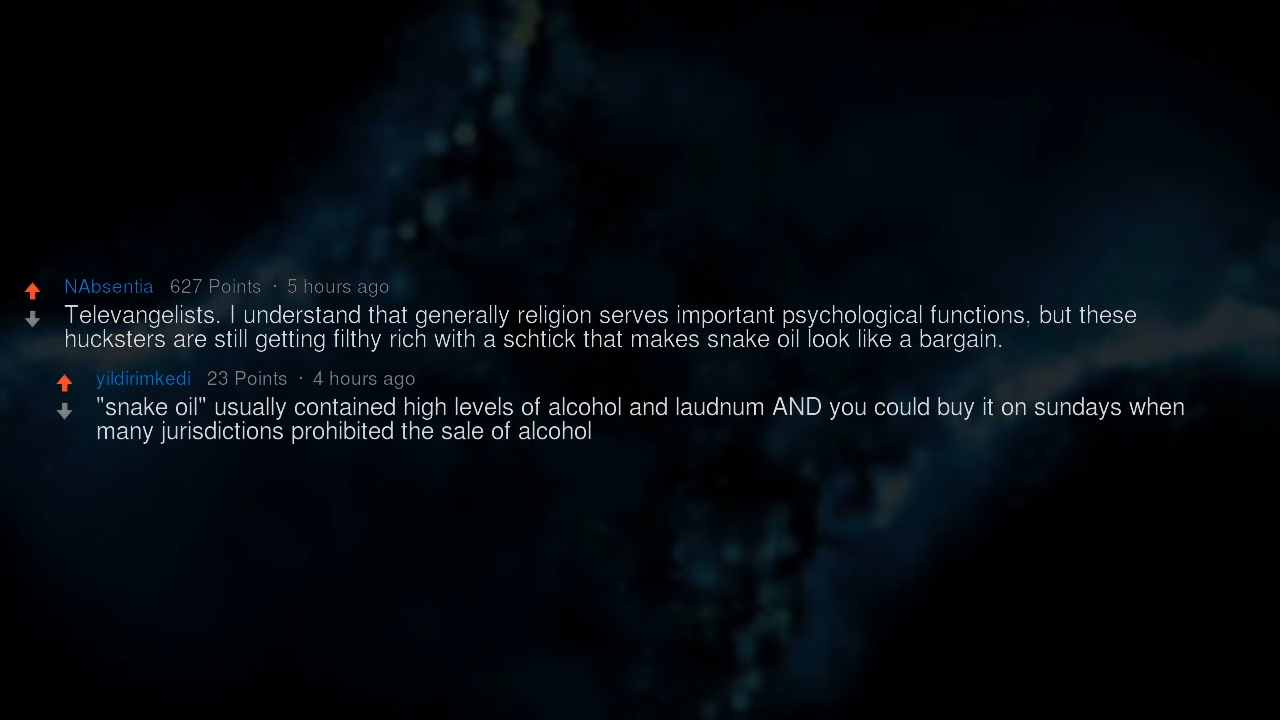 NAbsentia 627 Points · 5 hours ago
Televangelists. I understand that generally religion serves important psychological functions, but these
hucksters are still getting filthy rich with a schtick that makes snake oil look like a bargain.
yildirimkedi 23 Points · 4 hours ago
"snake oil" usually contained high levels of alcohol and laudnum AND you could buy it on sundays when
many jurisdictions prohibited the sale of alcohol